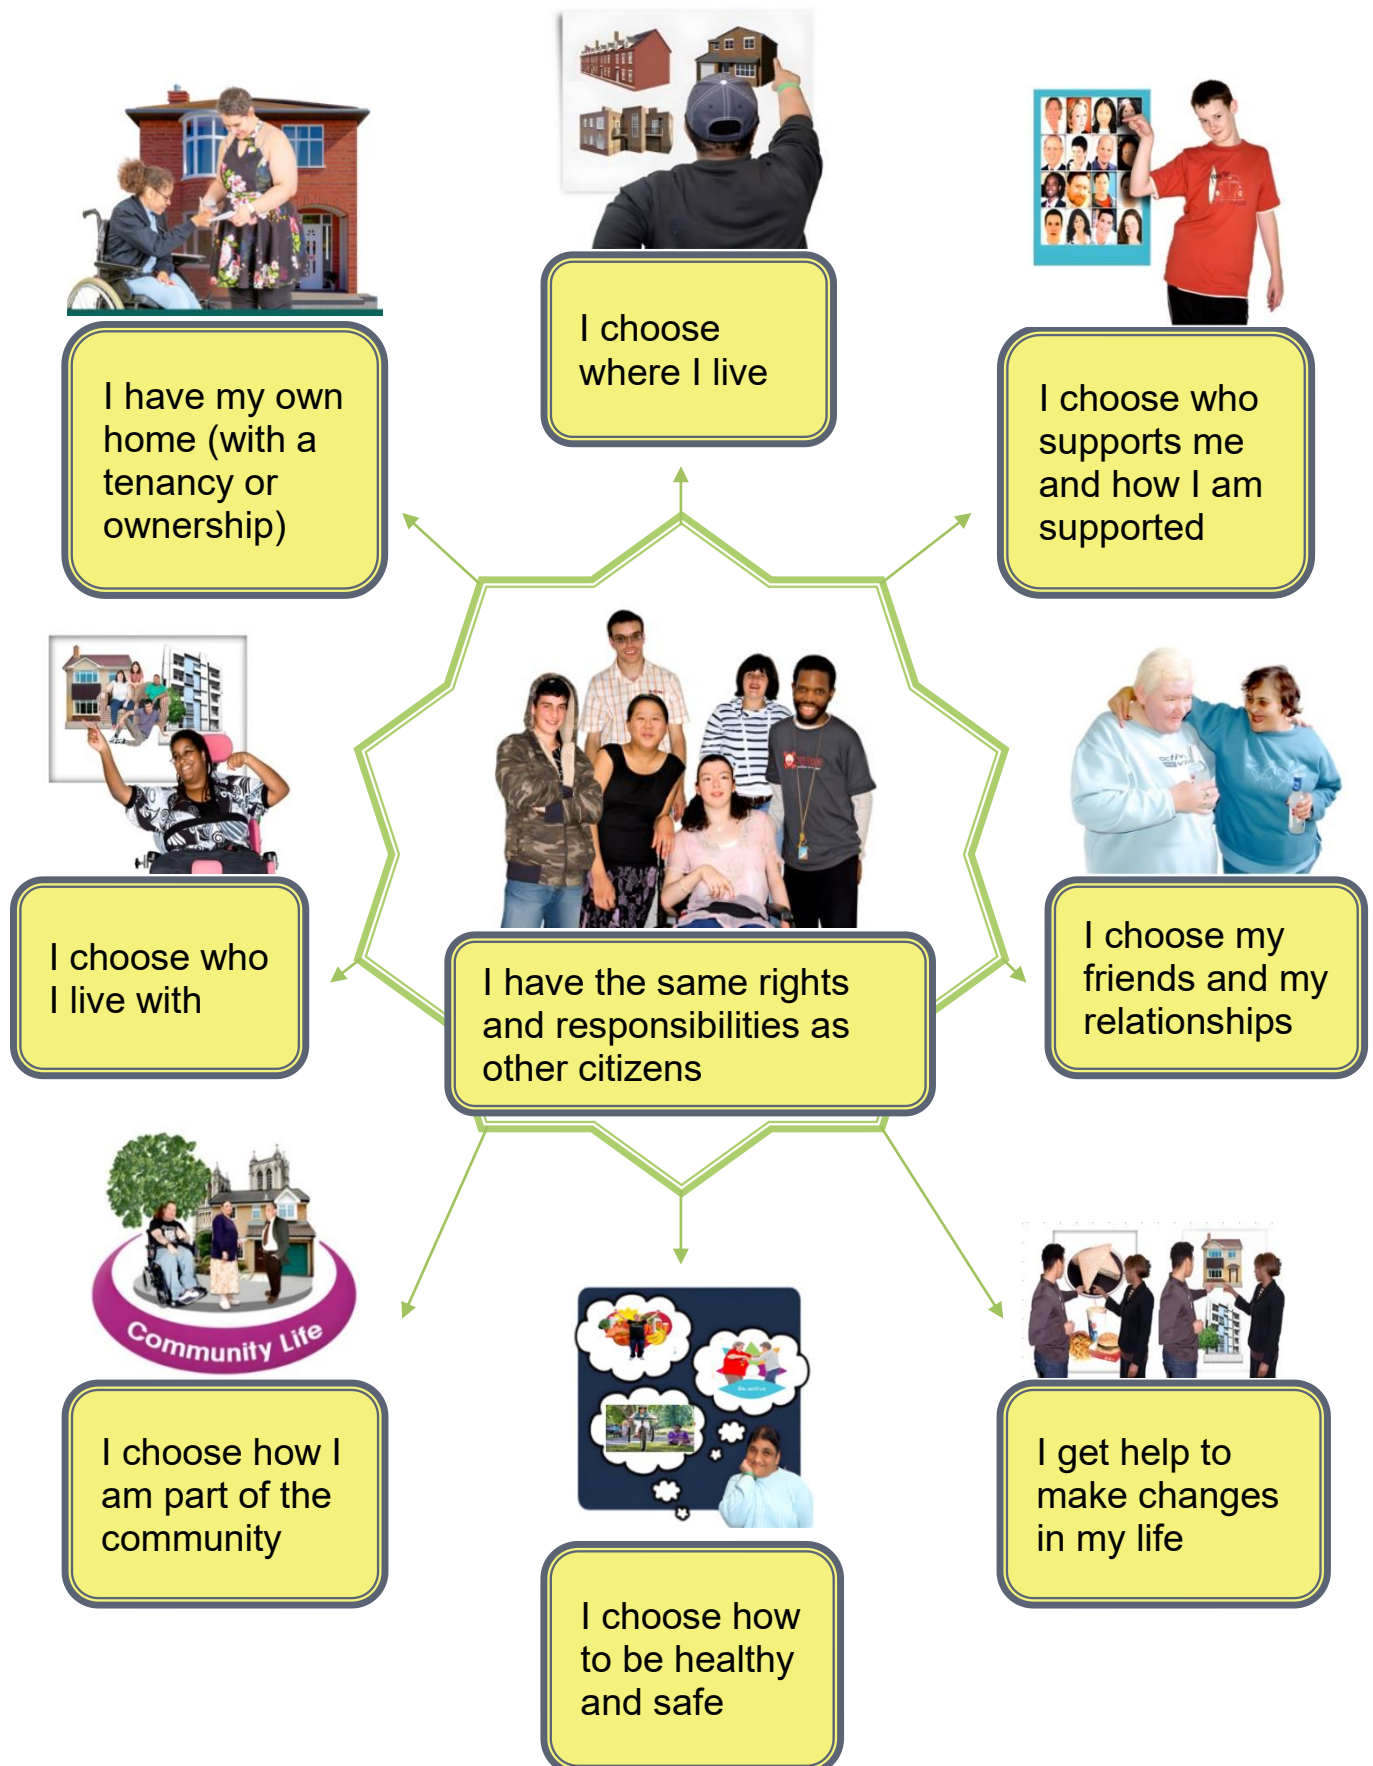 I choose
where I live
I have my own
home (with a
tenancy or
ownership)
I choose who
supports me
and how I am
supported
I choose who
I live with
I have the same rights
and responsibilities as
other citizens
I choose my
friends and my
relationships
Community Life
I choose how I
am part of the
community
Be active
I choose how
to be healthy
and safe
I get help to
make changes
in my life